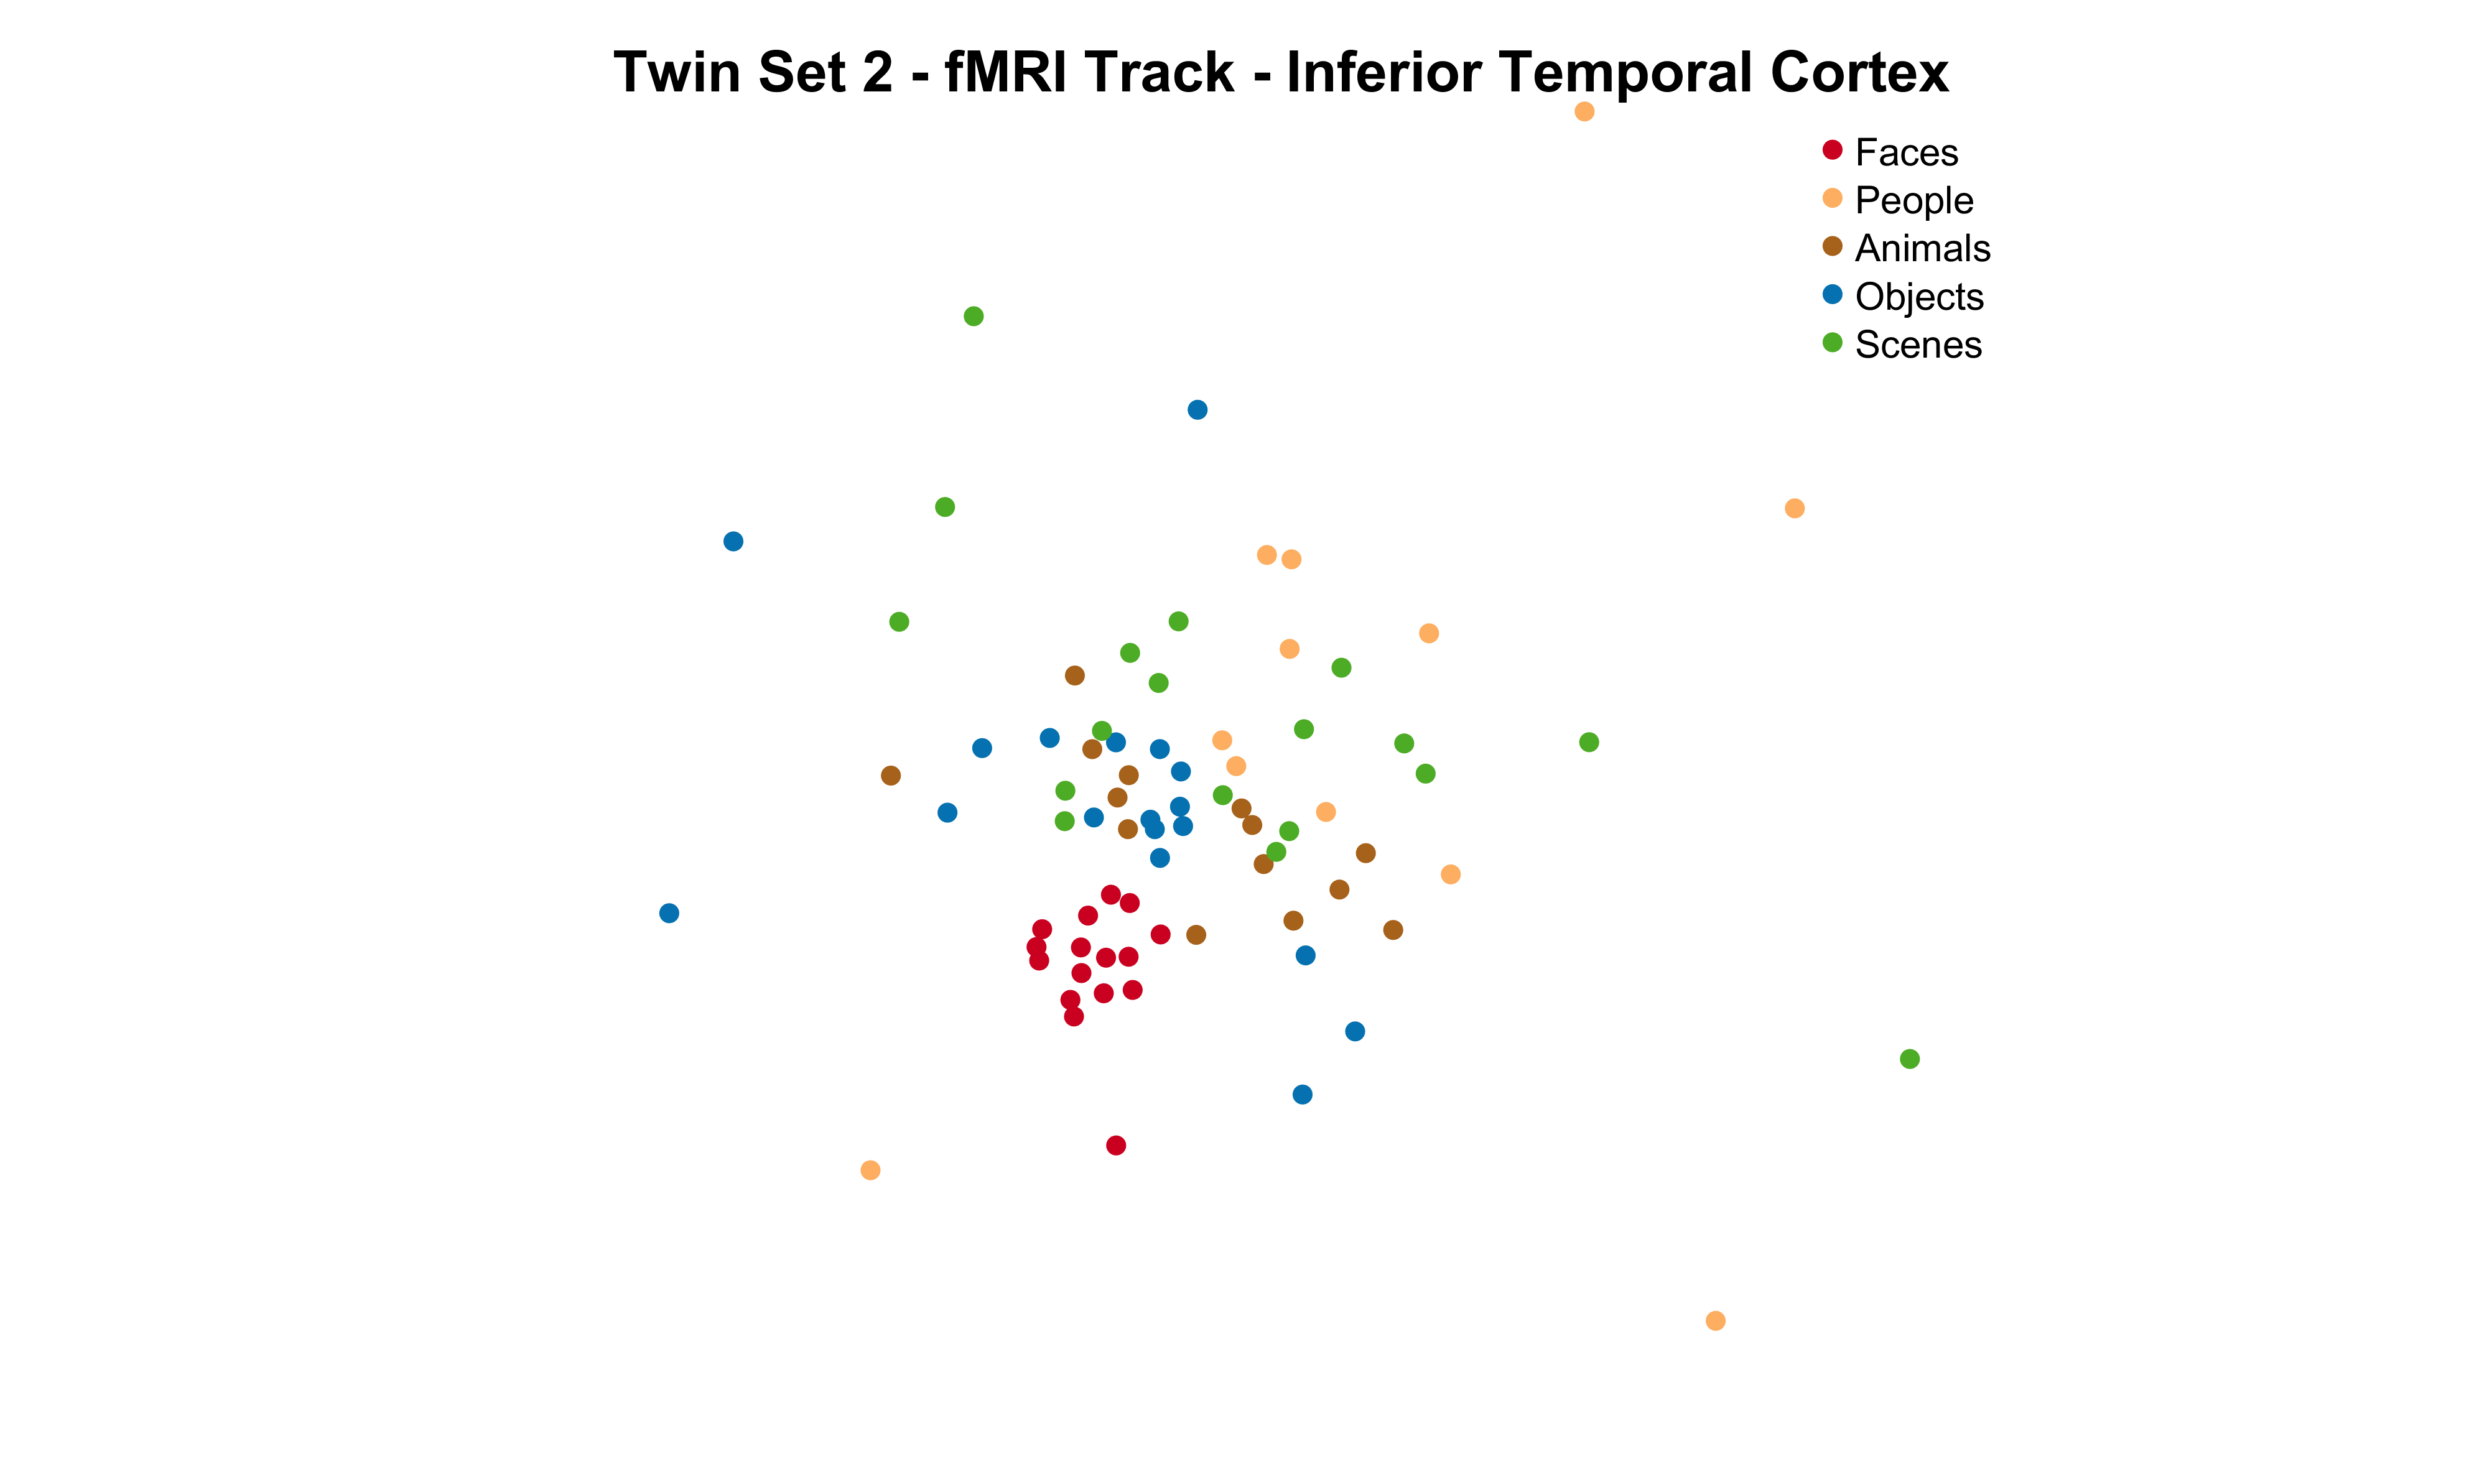 Twin Set 2 - fMRI Track - Inferior Temporal Cortex
Faces
People
Animals
Objects
Scenes